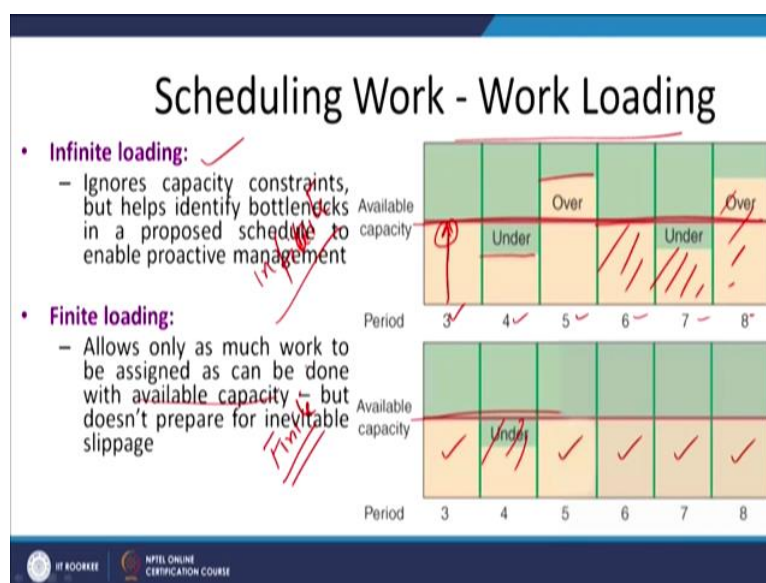 Scheduling Work - Work Loading
• Infinite loading:
– Ignores capacity constraints,
but helps identify bottlenecks
in a proposed schedule to
enable proactive management
• Finite loading:
– Allows only as much work to
be assigned as can be done
with available capacity – but
doesn't prepare for inevitable
slippage
Finite
Available
capacity
Over
Over
Under
Under
Period 3 4 5 6 7 8
Available
capacity
Under
Period 3 4 5 6 7 8
IIT ROORKEE
NPTEL ONLINE
CERTIFICATION COURSE